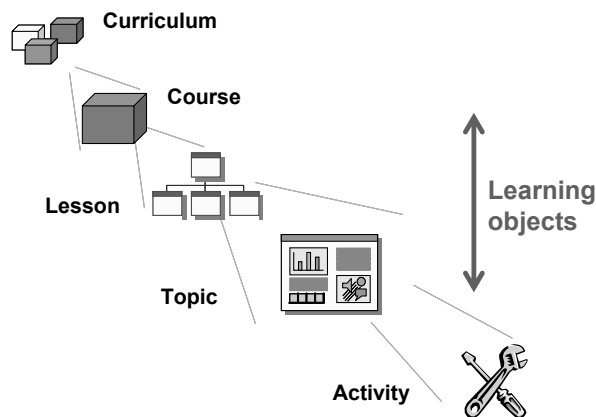 Curriculum
Course
Lesson
Learning
objects
Topic
Activity